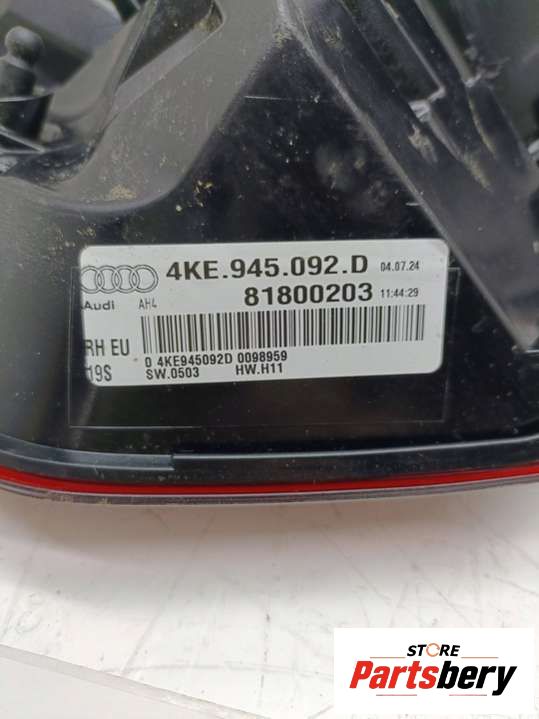 4KE.945.092.D 04.07.24
81800203 11:44:29
Audi AH4
RH EU
0 4KE945092D 0098959
19S SW.0503 HW.H11
STORE
Partsbery